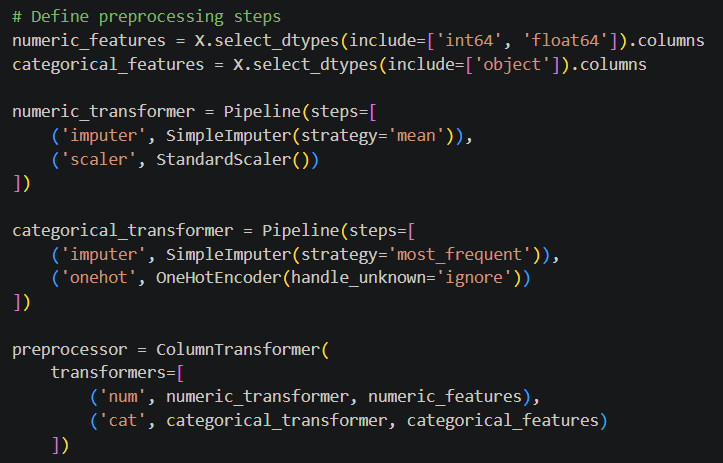 # Define preprocessing steps
numeric_features = X.select_dtypes(include=['int64', 'float64']).columns
categorical_features = X.select_dtypes(include=['object']).columns

numeric_transformer = Pipeline(steps=[
    ('imputer', SimpleImputer(strategy='mean')),
    ('scaler', StandardScaler())
])

categorical_transformer = Pipeline(steps=[
    ('imputer', SimpleImputer(strategy='most_frequent')),
    ('onehot', OneHotEncoder(handle_unknown='ignore'))
])

preprocessor = ColumnTransformer(
    transformers=[
        ('num', numeric_transformer, numeric_features),
        ('cat', categorical_transformer, categorical_features)
    ])